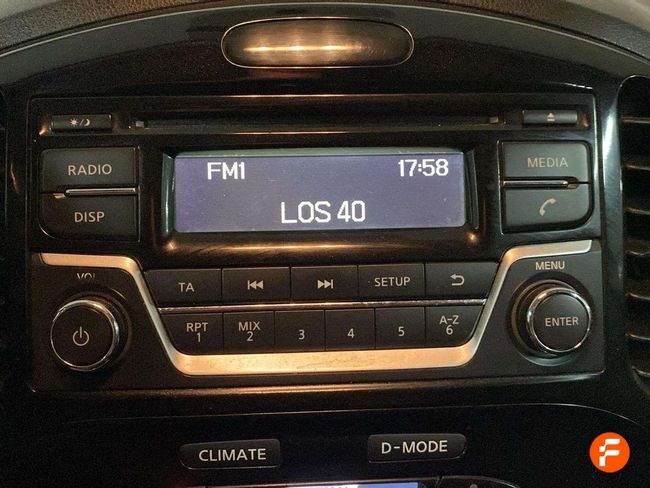 RADIO
DISP
FM1 17:58
LOS 40
MEDIA
VOL
TA
SETUP
MENU
RPT 1
MIX 2
3
4
5
A-Z 6
ENTER
CLIMATE
D-MODE